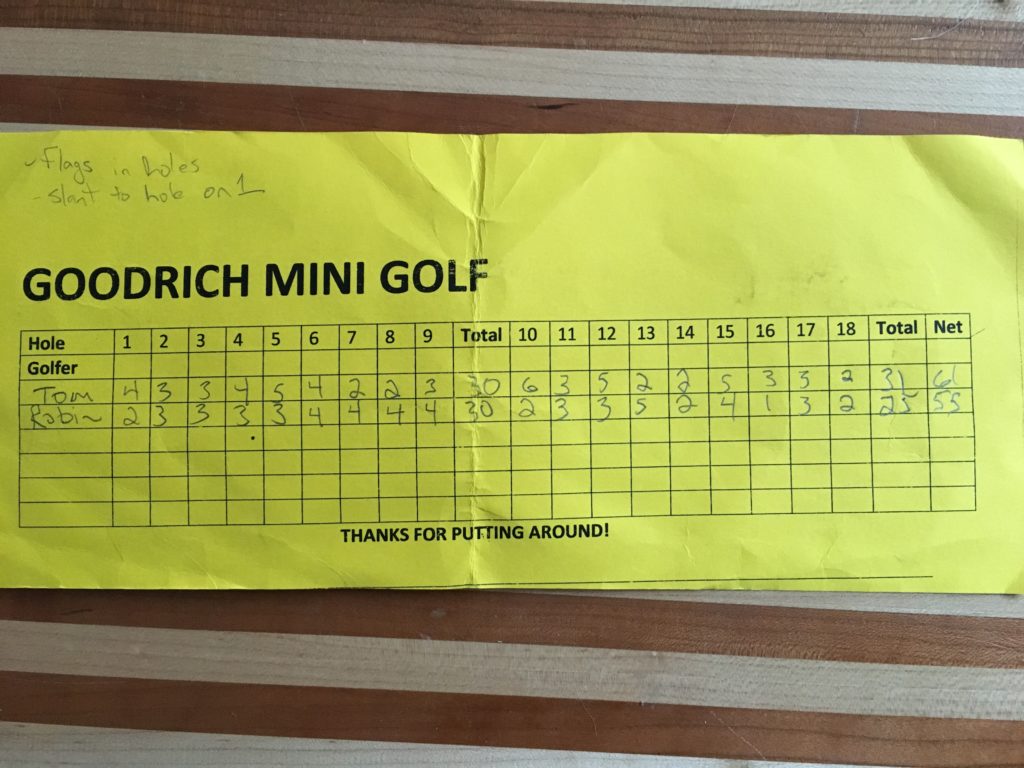 - Flags in holes
- slant to hole on 1
GOODRICH MINI GOLF
Hole 1 2 3 4 5 6 7 8 9 Total 10 11 12 13 14 15 16 17 18 Total Net
Golfer
Tom 4 3 3 4 5 4 2 2 3 30 6 3 5 2 2 5 3 3 2 31 61
Robin 2 3 3 3 3 4 4 4 4 30 2 3 3 5 2 4 1 3 2 25 55
THANKS FOR PUTTING AROUND!